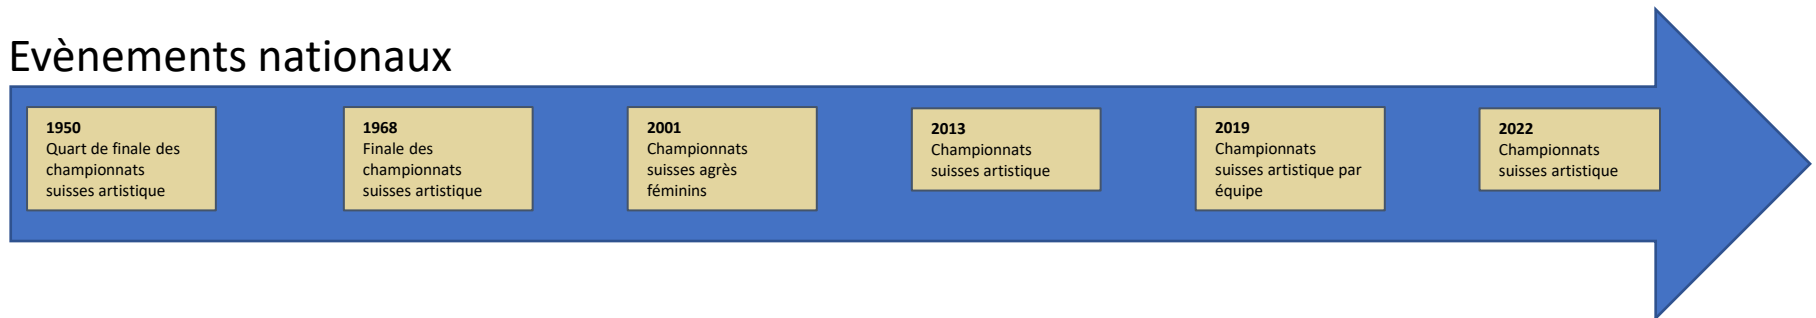 Evènements nationaux
1950
Quart de finale des
championnats
suisses artistique
1968
Finale des
championnats
suisses artistique
2001
Championnats
suisses agrès
féminins
2013
Championnats
suisses artistique
2019
Championnats
suisses artistique par
équipe
2022
Championnats
suisses artistique